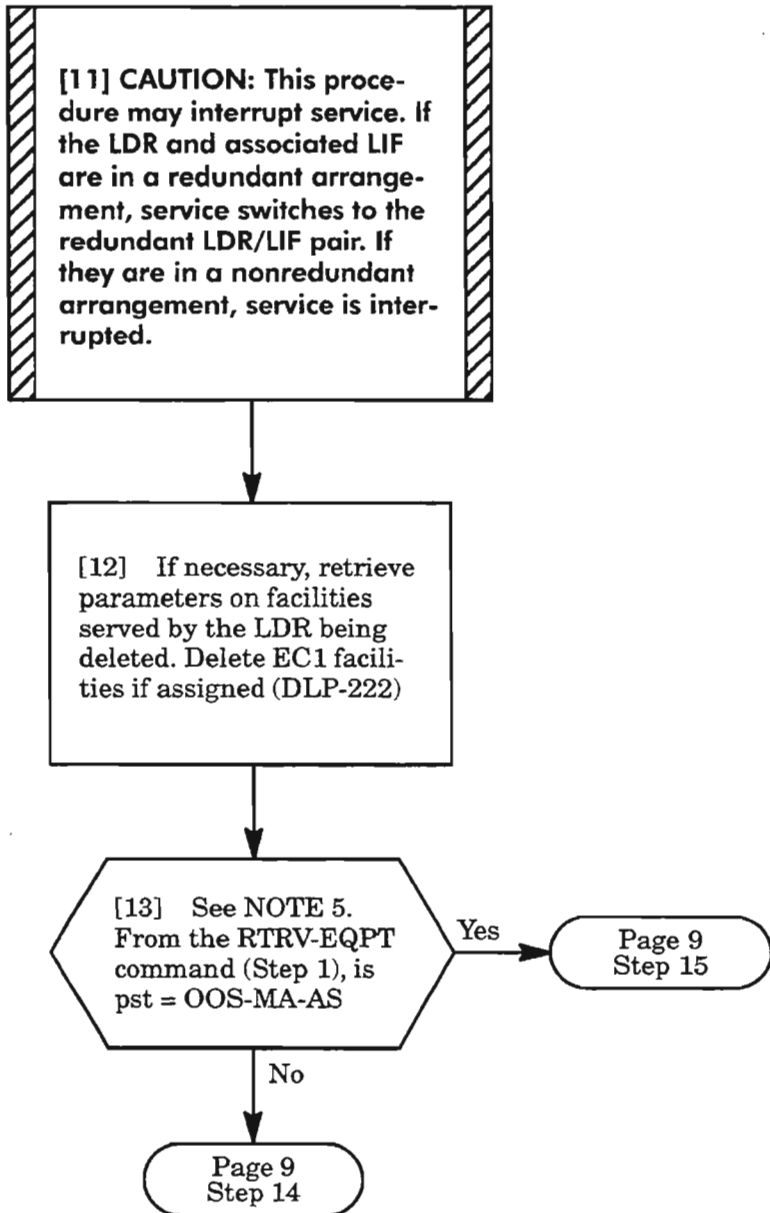 [11] CAUTION: This proce-
dure may interrupt service. If
the LDR and associated LIF
are in a redundant arrange-
ment, service switches to the
redundant LDR/LIF pair. If
they are in a nonredundant
arrangement, service is inter-
rupted.
[12] If necessary, retrieve
parameters on facilities
served by the LDR being
deleted. Delete EC1 facili-
ties if assigned (DLP-222)
[13] See NOTE 5.
From the RTRV-EQPT
command (Step 1), is
pst = OOS-MA-AS
Yes
Page 9
Step 15
No
Page 9
Step 14